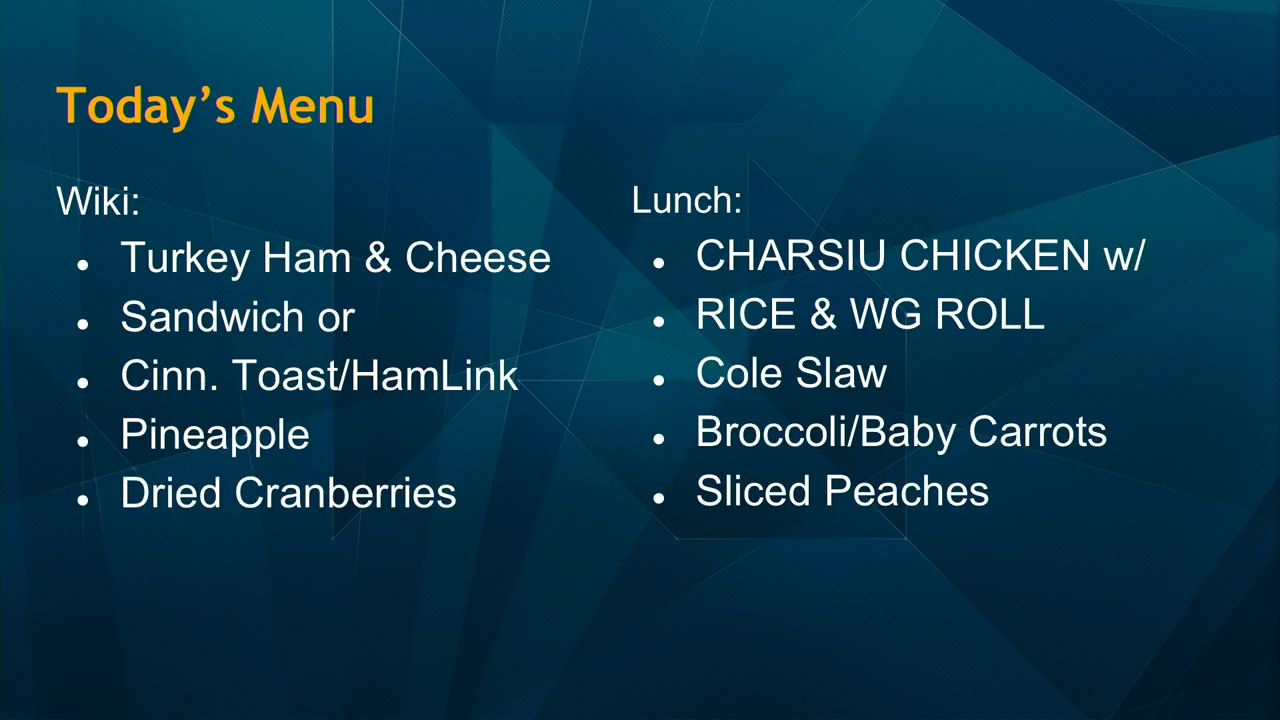 Today’s Menu
Wiki:
Turkey Ham & Cheese
Sandwich or
Cinn. Toast/HamLink
Pineapple
Dried Cranberries
Lunch:
CHARSIU CHICKEN w/
RICE & WG ROLL
Cole Slaw
Broccoli/Baby Carrots
Sliced Peaches